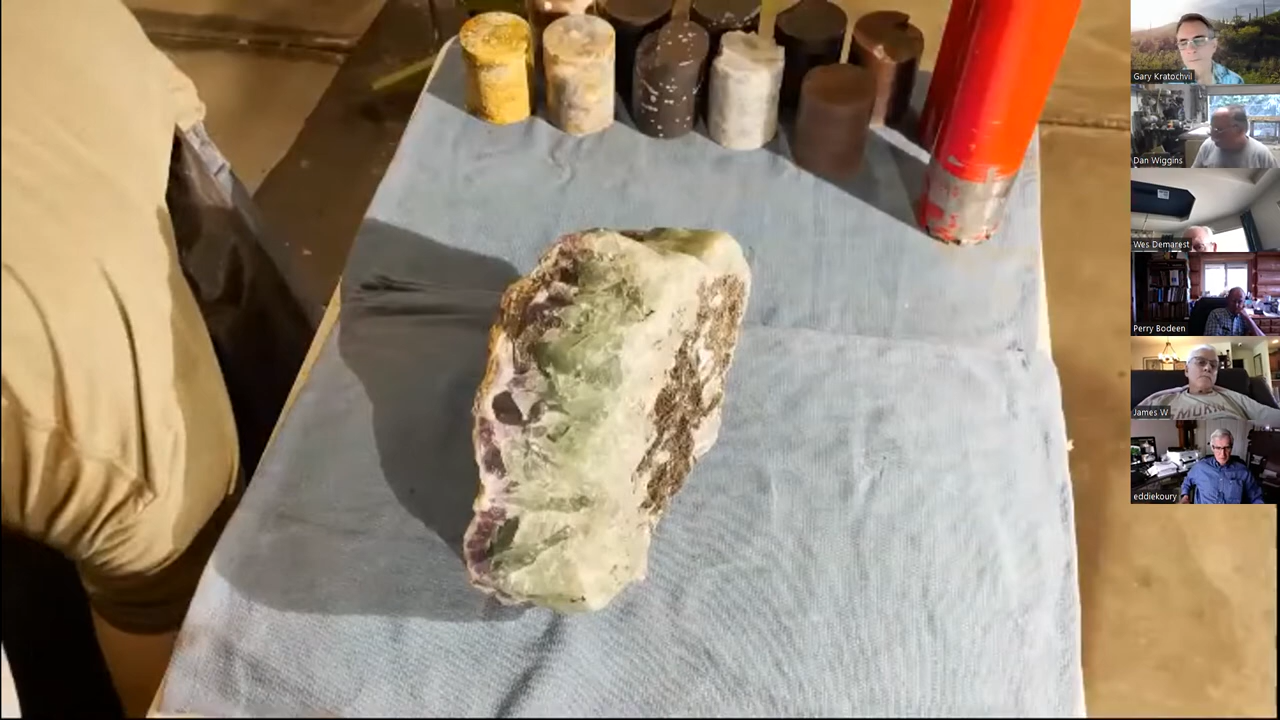 Gary Kratochvil
Dan Wiggins
Wes Demarest
Perry Bodeen
James W
eddiekoury